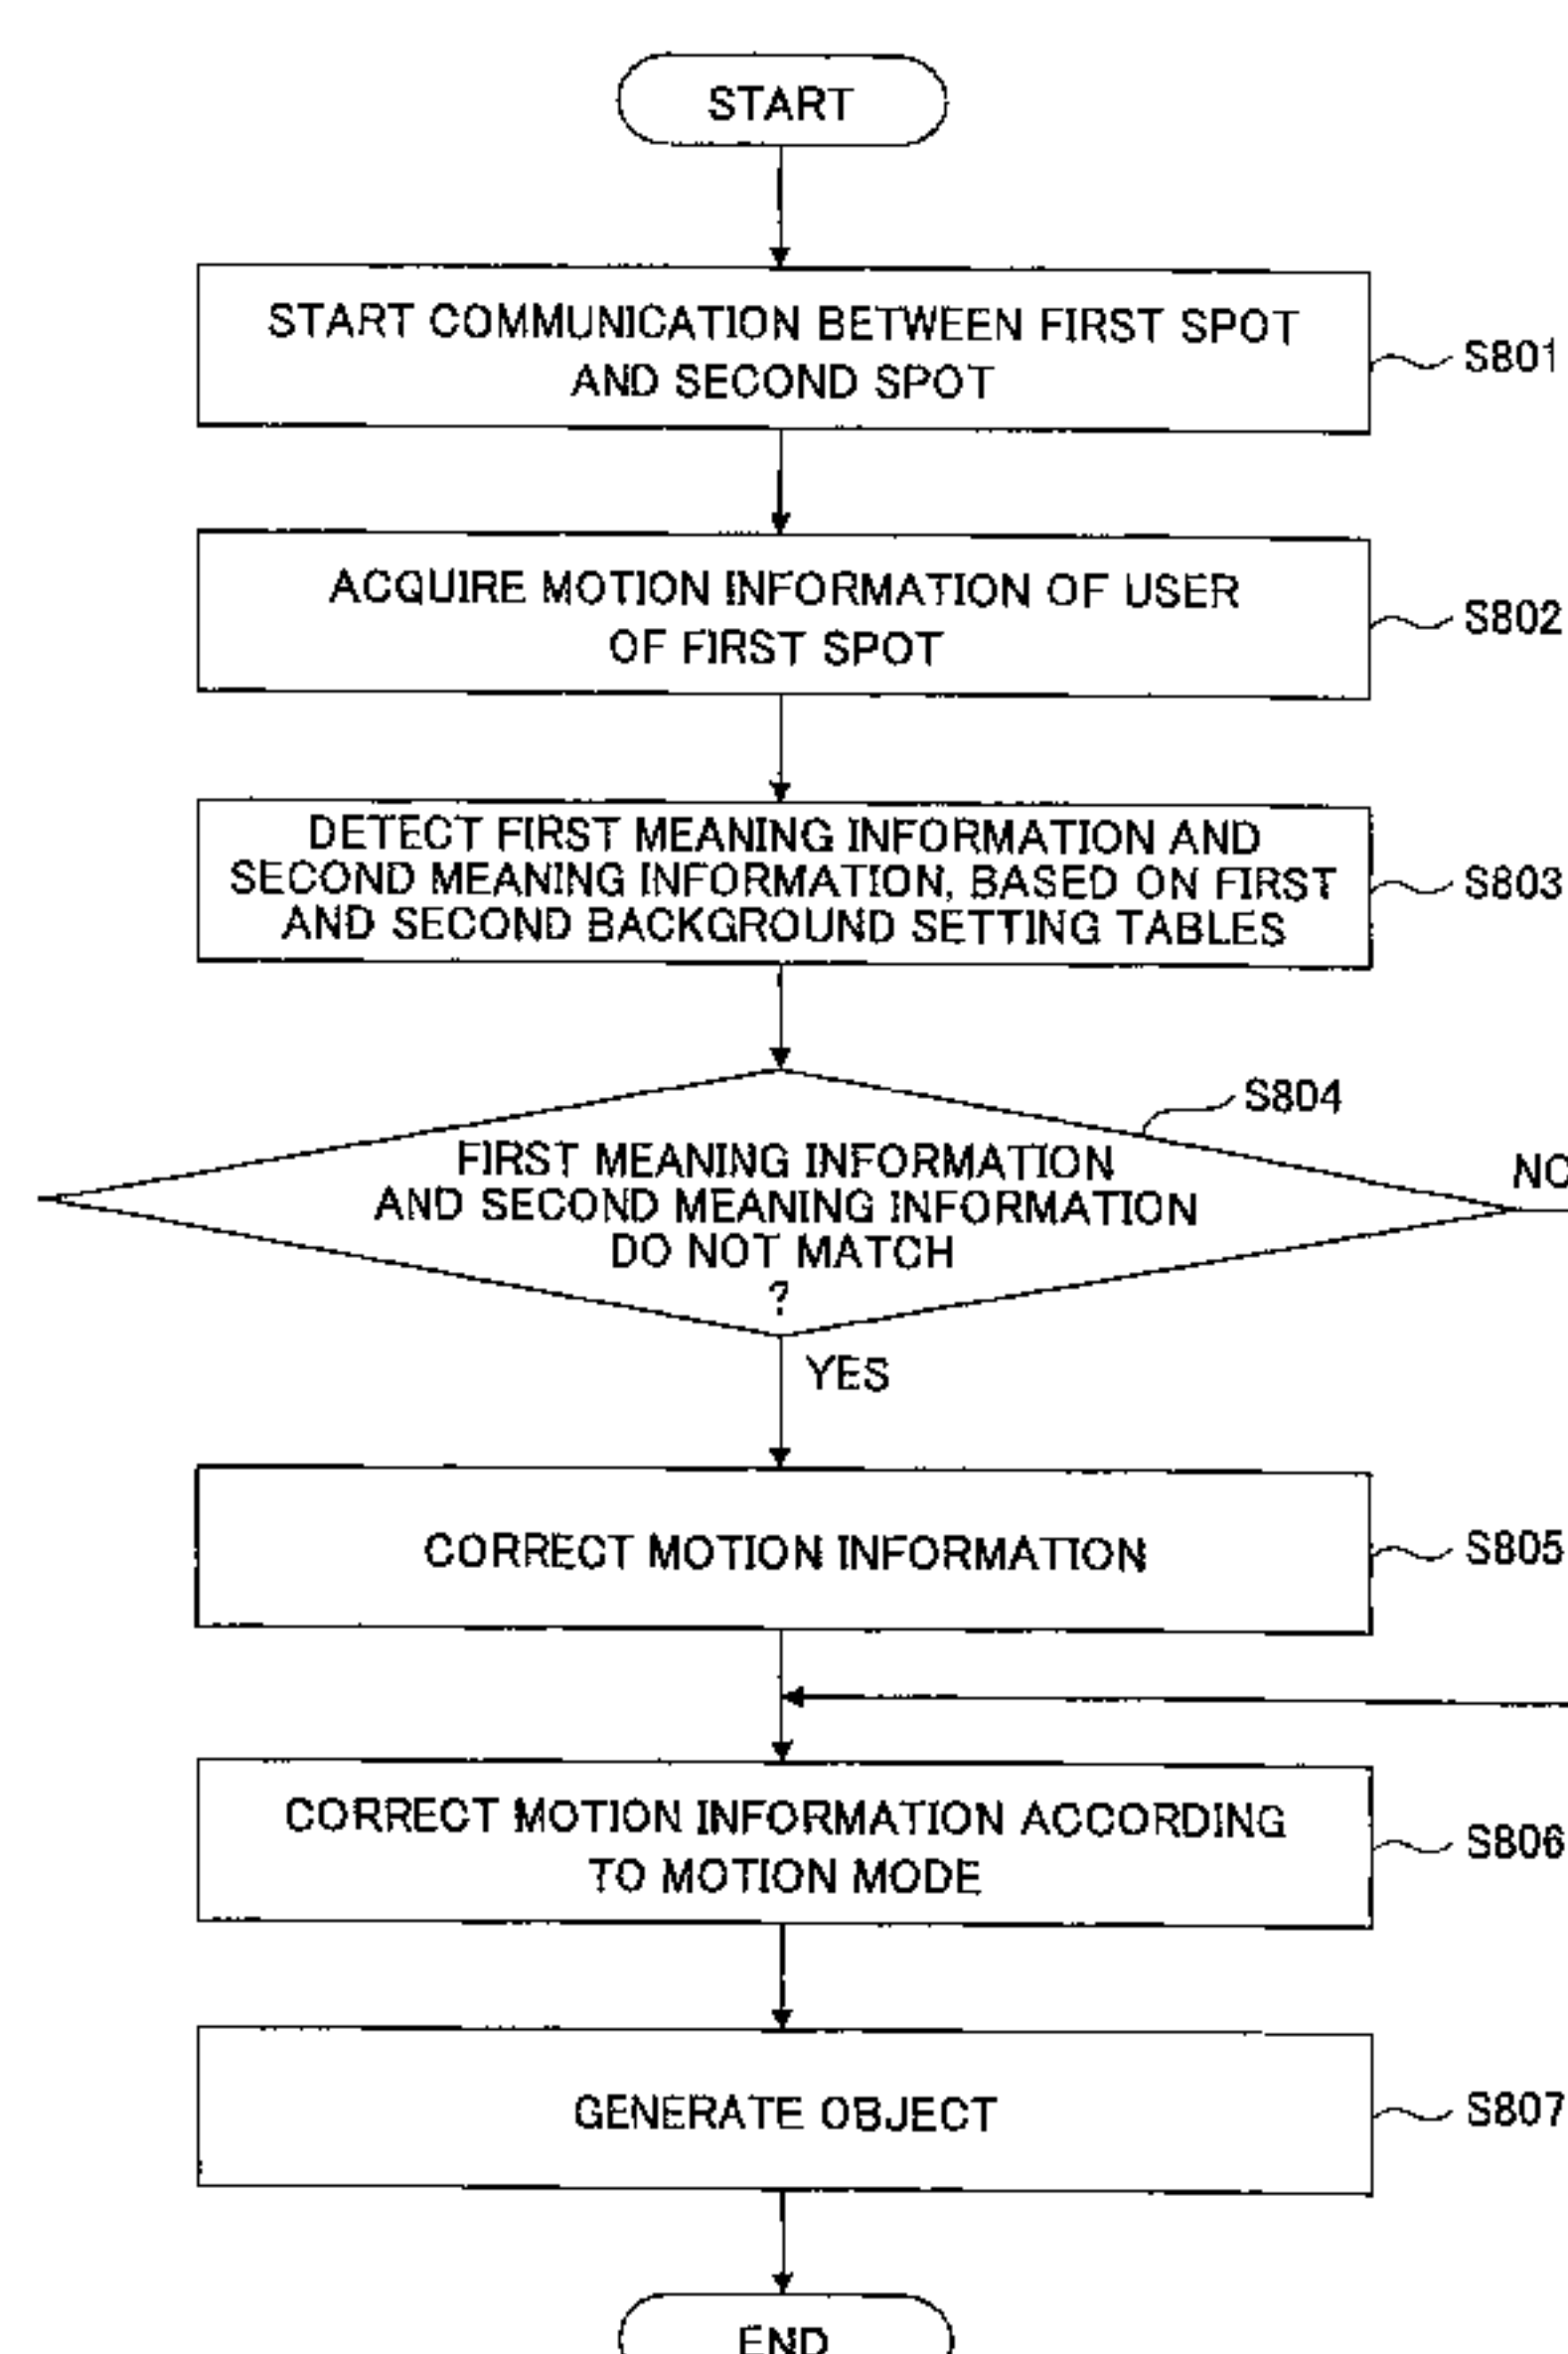 START
START COMMUNICATION BETWEEN FIRST SPOT
AND SECOND SPOT
S801
ACQUIRE MOTION INFORMATION OF USER
OF FIRST SPOT
S802
DETECT FIRST MEANING INFORMATION AND
SECOND MEANING INFORMATION, BASED ON FIRST
AND SECOND BACKGROUND SETTING TABLES
S803
S804
FIRST MEANING INFORMATION
AND SECOND MEANING INFORMATION
DO NOT MATCH
?
NO
YES
CORRECT MOTION INFORMATION
S805
CORRECT MOTION INFORMATION ACCORDING
TO MOTION MODE
S806
GENERATE OBJECT
S807
END